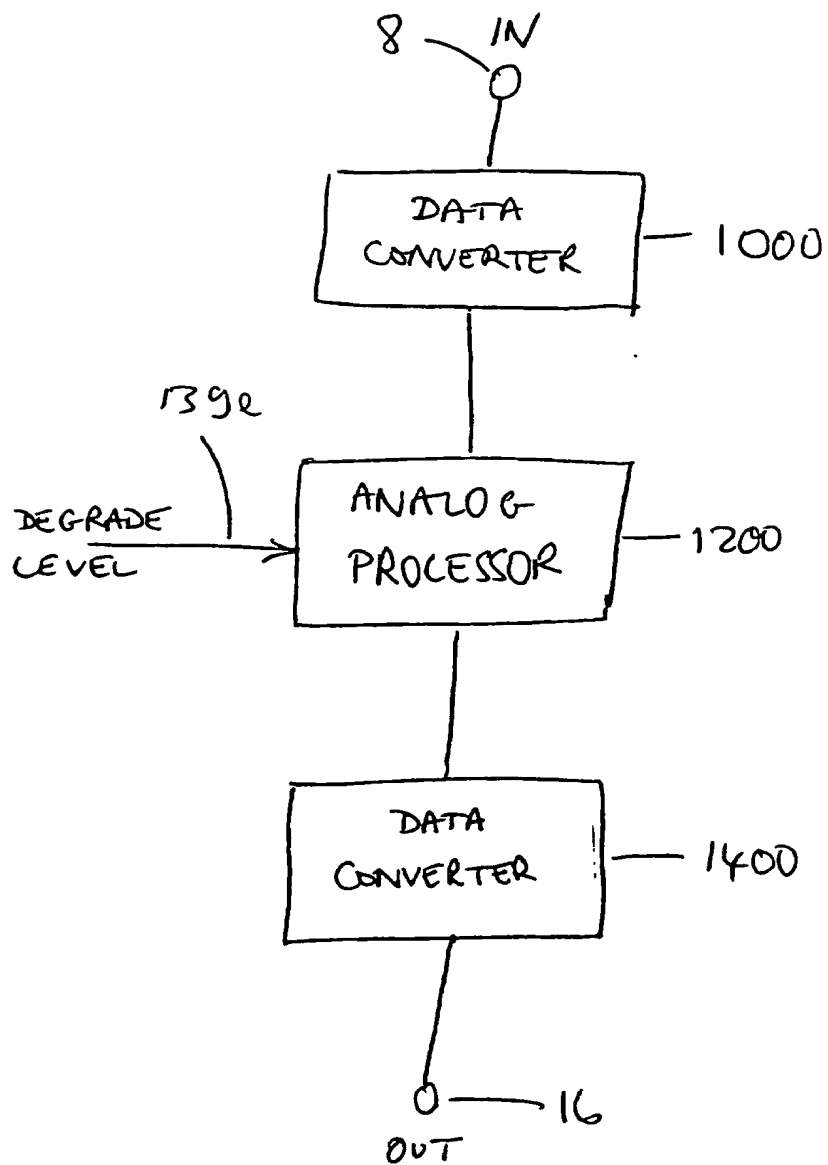 8 IN
DATA
CONVERTER
1000
139e
DEGRADE
LEVEL
ANALOG
PROCESSOR
1200
DATA
CONVERTER
1400
16
OUT